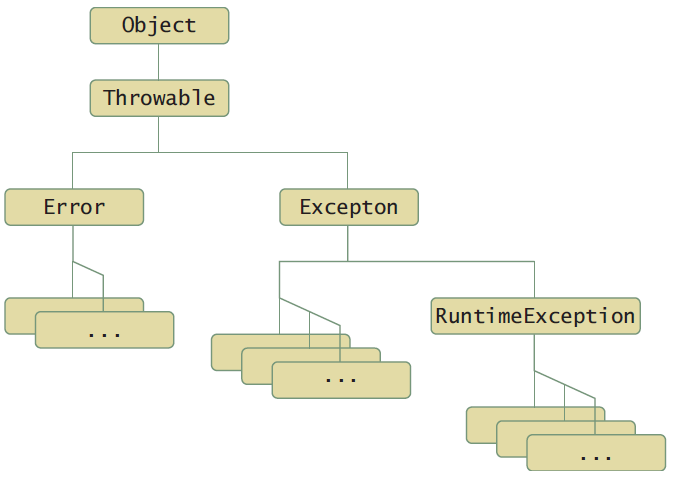 Object
Throwable
Error
Excepton
RuntimeException
...
...
...